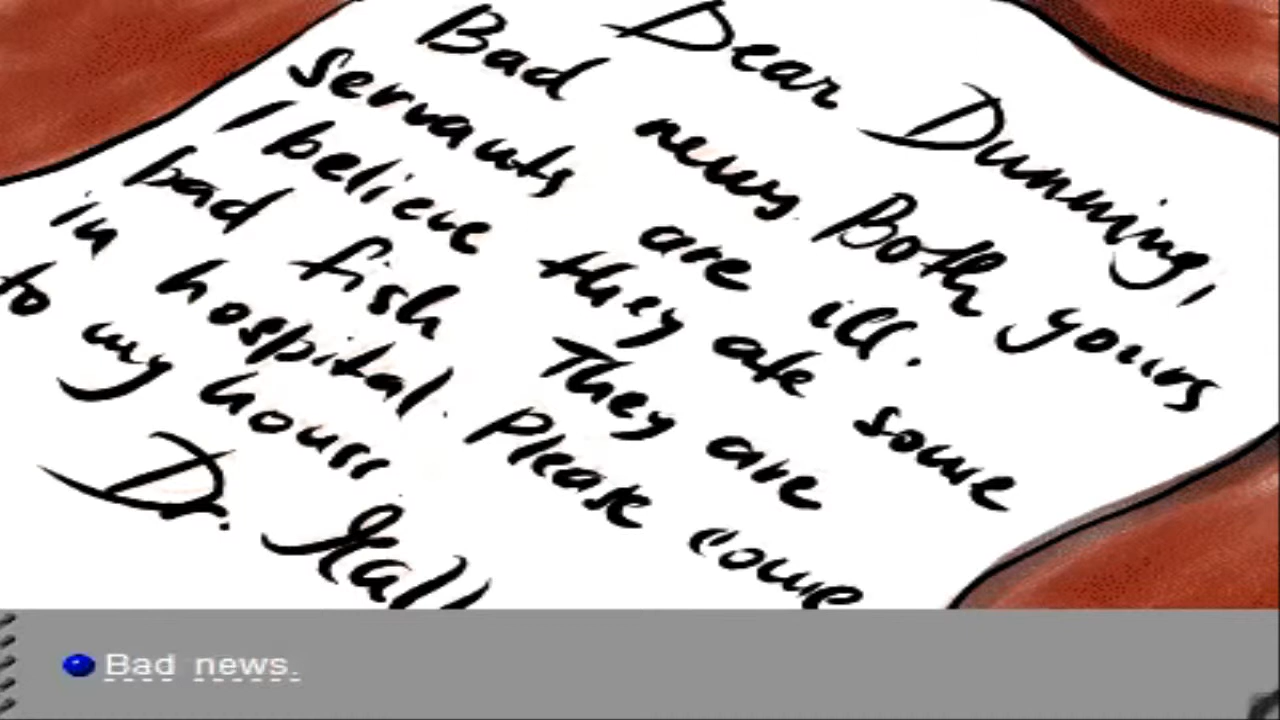 Dear Dunning,
Bad news. Both yours
servants are ill.
I believe they ate some
bad fish They are
in hospital. Please come
to my hourr.
Dr. Hall
Bad news.